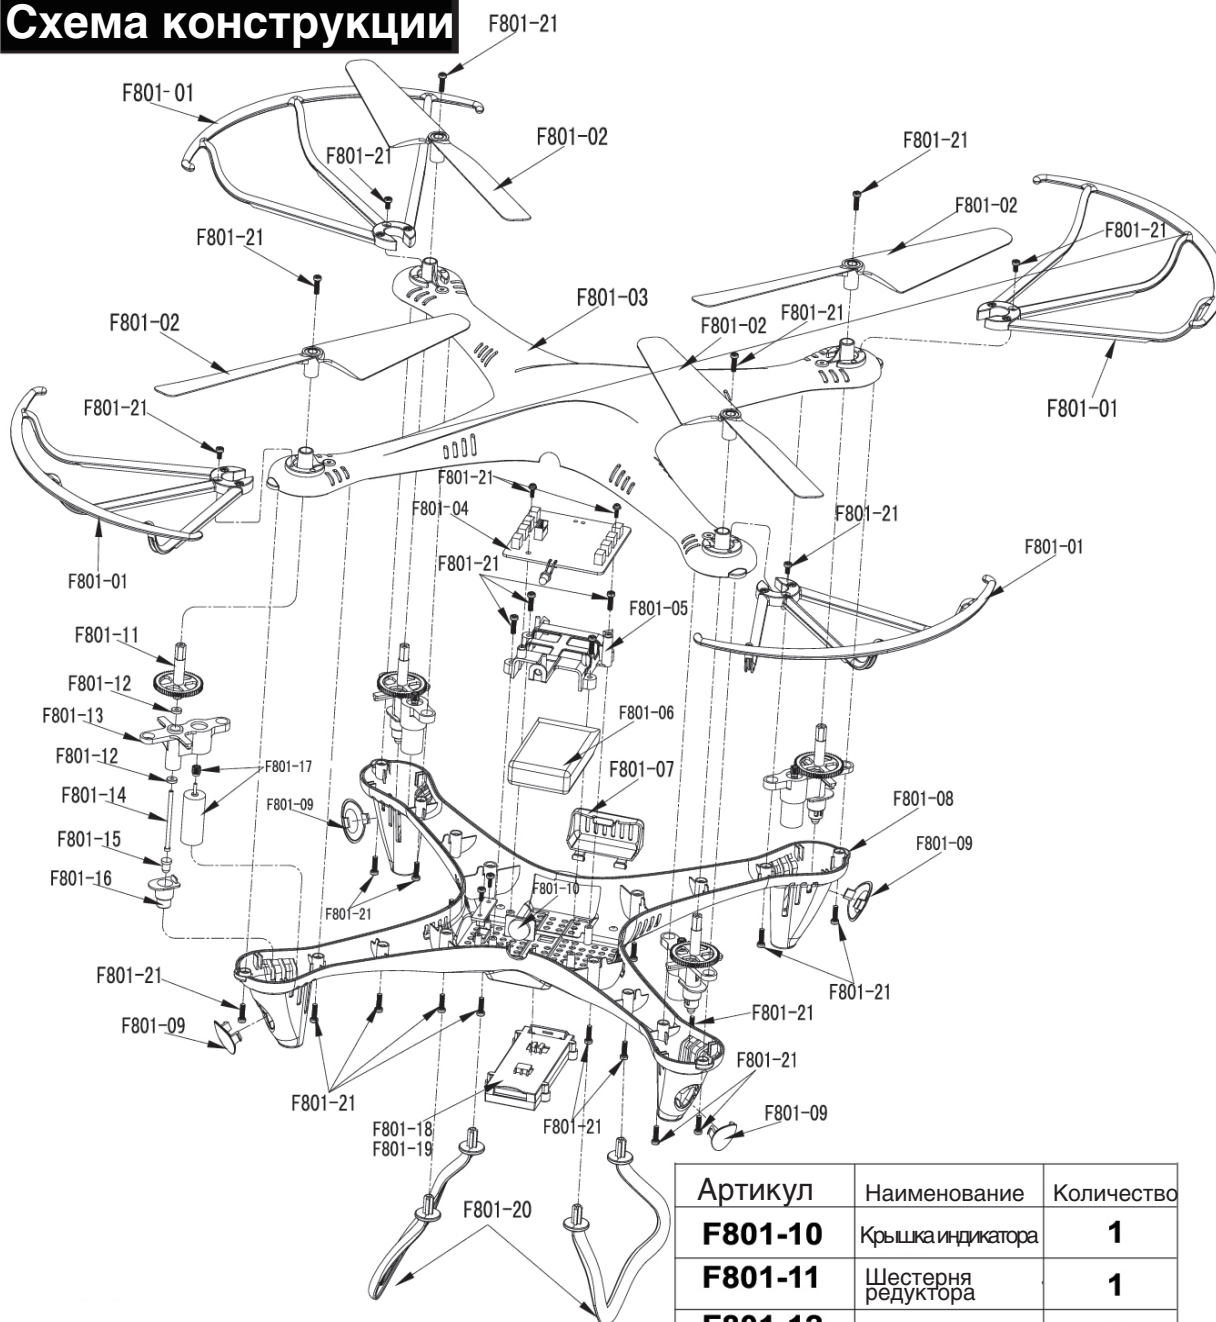 Схема конструкции
F801-21
F801-01
F801-02
F801-21
F801-21
F801-02
F801-21
F801-21
F801-03
F801-02
F801-02
F801-21
F801-21
F801-01
F801-21
F801-04
F801-21
F801-21
F801-01
F801-01
F801-05
F801-11
F801-12
F801-13
F801-06
F801-12
F801-17
F801-07
F801-14
F801-09
F801-08
F801-15
F801-09
F801-16
F801-10
F801-21
F801-21
F801-21
F801-21
F801-09
F801-21
F801-21
F801-09
F801-21
F801-18
F801-19
F801-20
Артикул Наименование Количество
F801-10 Крышка индикатора 1
F801-11 Шестерня
редуктора 1